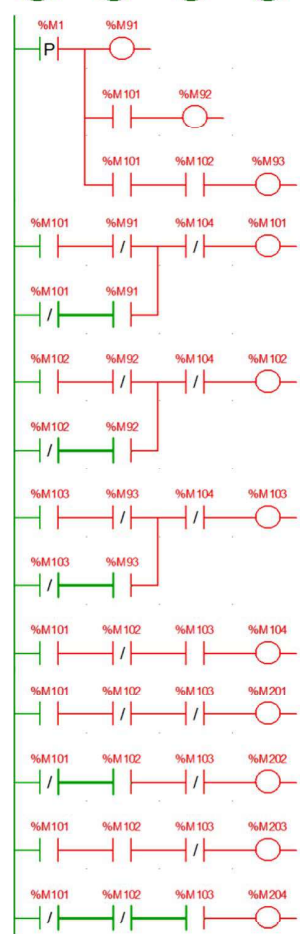 %M1 %M91
P
%M101 %M92
%M101 %M102 %M93
%M101 %M91 %M104 %M101
/ /
%M101 %M91
/
%M102 %M92 %M104 %M102
/ /
%M102 %M92
/
%M103 %M93 %M104 %M103
/ /
%M103 %M93
/
%M101 %M102 %M103 %M104
/
%M101 %M102 %M103 %M201
/ /
%M101 %M102 %M103 %M202
/ /
%M101 %M102 %M103 %M203
/
%M101 %M102 %M103 %M204
/ /